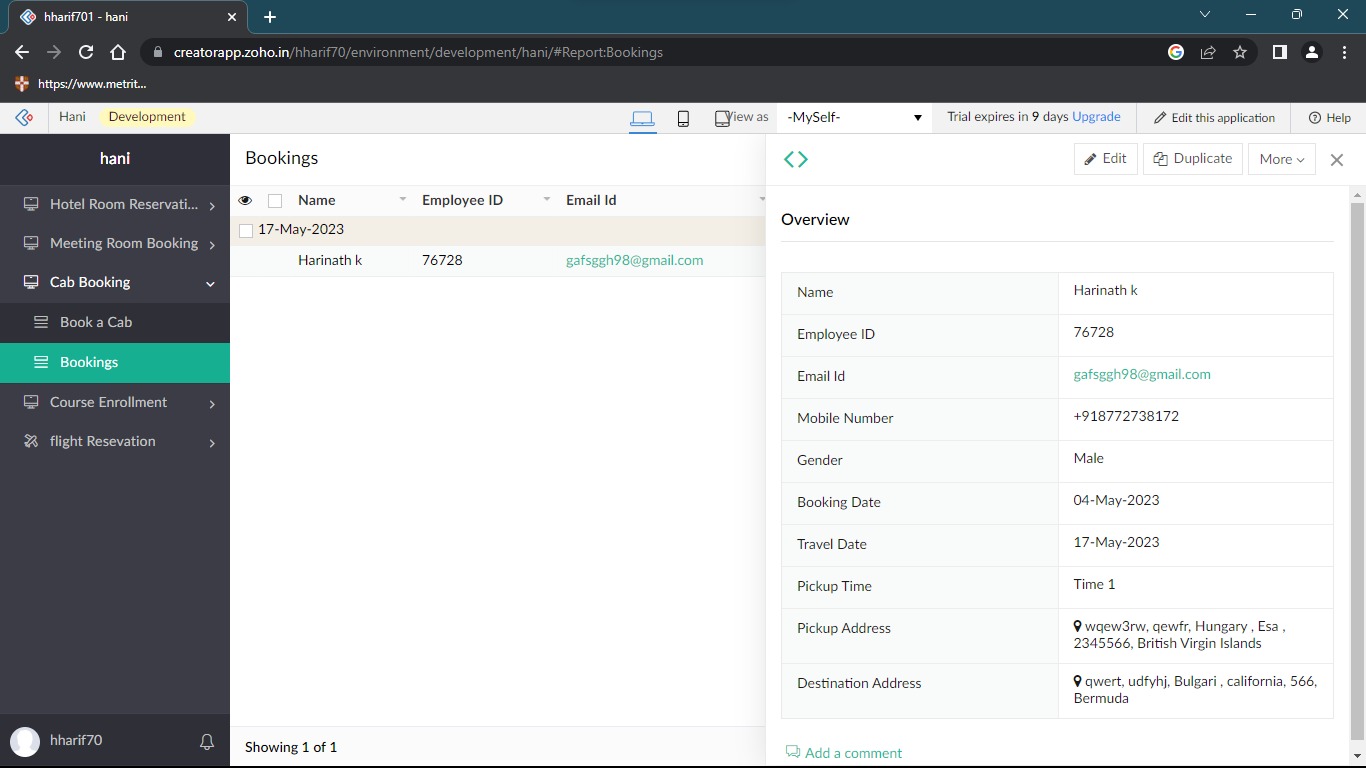 hharif701 - hani
creatorapp.zoho.in/hharif70/environment/development/hani/#Report:Bookings
https://www.metrit...
Hani Development View as -MySelf- Trial expires in 9 days Upgrade Edit this application Help
hani
Hotel Room Reservati...
Meeting Room Booking
Cab Booking
Book a Cab
Bookings
Course Enrollment
flight Resevation
hharif70
Bookings
Name Employee ID Email Id
17-May-2023
Harinath k 76728 gafsggh98@gmail.com
Showing 1 of 1
Edit Duplicate More
Overview
Name Harinath k
Employee ID 76728
Email Id gafsggh98@gmail.com
Mobile Number +918772738172
Gender Male
Booking Date 04-May-2023
Travel Date 17-May-2023
Pickup Time Time 1
Pickup Address wqew3rw, qewfr, Hungary , Esa ,
2345566, British Virgin Islands
Destination Address qwert, udfyhj, Bulgari , california, 566,
Bermuda
Add a comment